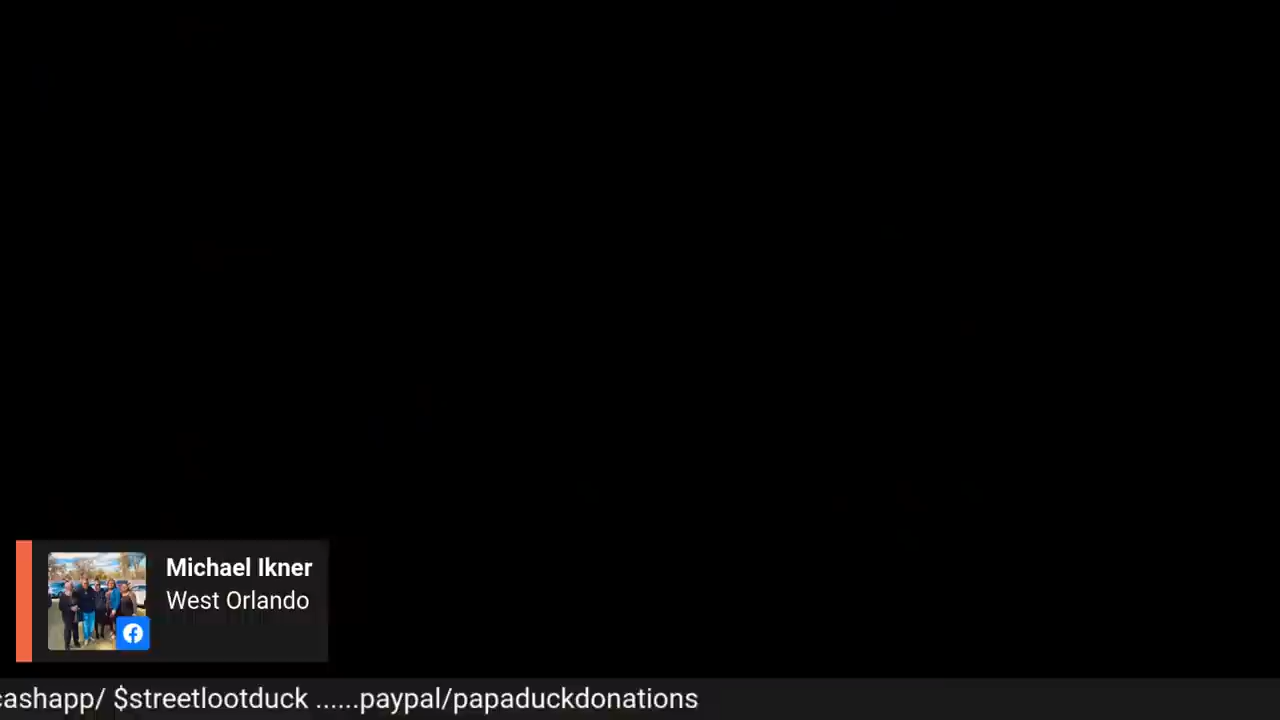 Michael Ikner
West Orlando
cashapp/ $streetlootduck ......paypal/papaduckdonations